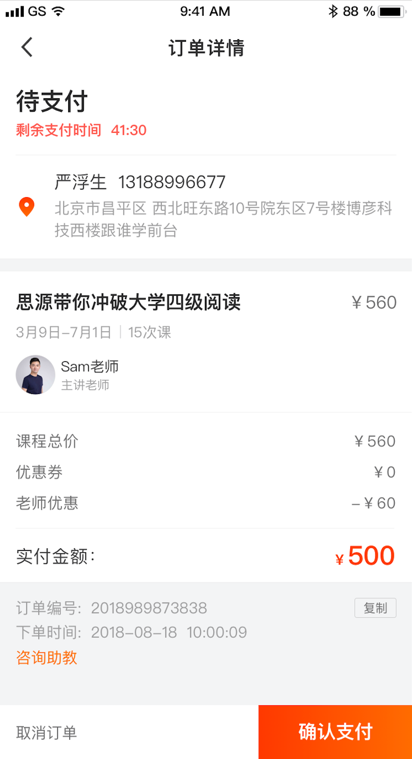 GS 9:41 AM 88 %
订单详情
待支付
剩余支付时间 41:30
严浮生 13188996677
北京市昌平区 西北旺东路10号院东区7号楼博彦科
技西楼跟谁学前台
思源带你冲破大学四级阅读 ￥560
3月9日-7月1日 15次课
Sam老师
主讲老师
课程总价 ￥560
优惠券 ￥0
老师优惠 -￥60
实付金额： ￥500
订单编号: 2018989873838 复制
下单时间: 2018-08-18 10:00:09
咨询助教
取消订单 确认支付